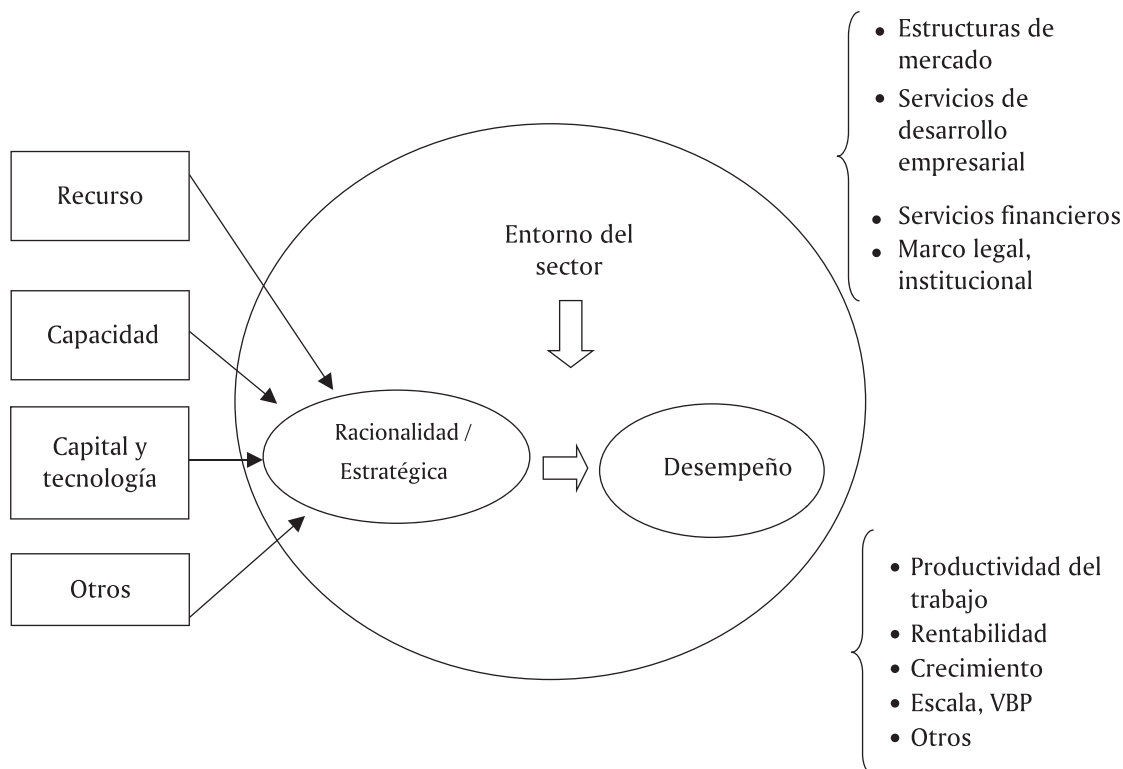 Recurso
Capacidad
Capital y
tecnología
Otros
Entorno del
sector
Racionalidad /
Estratégica
Desempeño
• Estructuras de
mercado
• Servicios de
desarrollo
empresarial
• Servicios financieros
• Marco legal,
institucional
• Productividad del
trabajo
• Rentabilidad
• Crecimiento
• Escala, VBP
• Otros